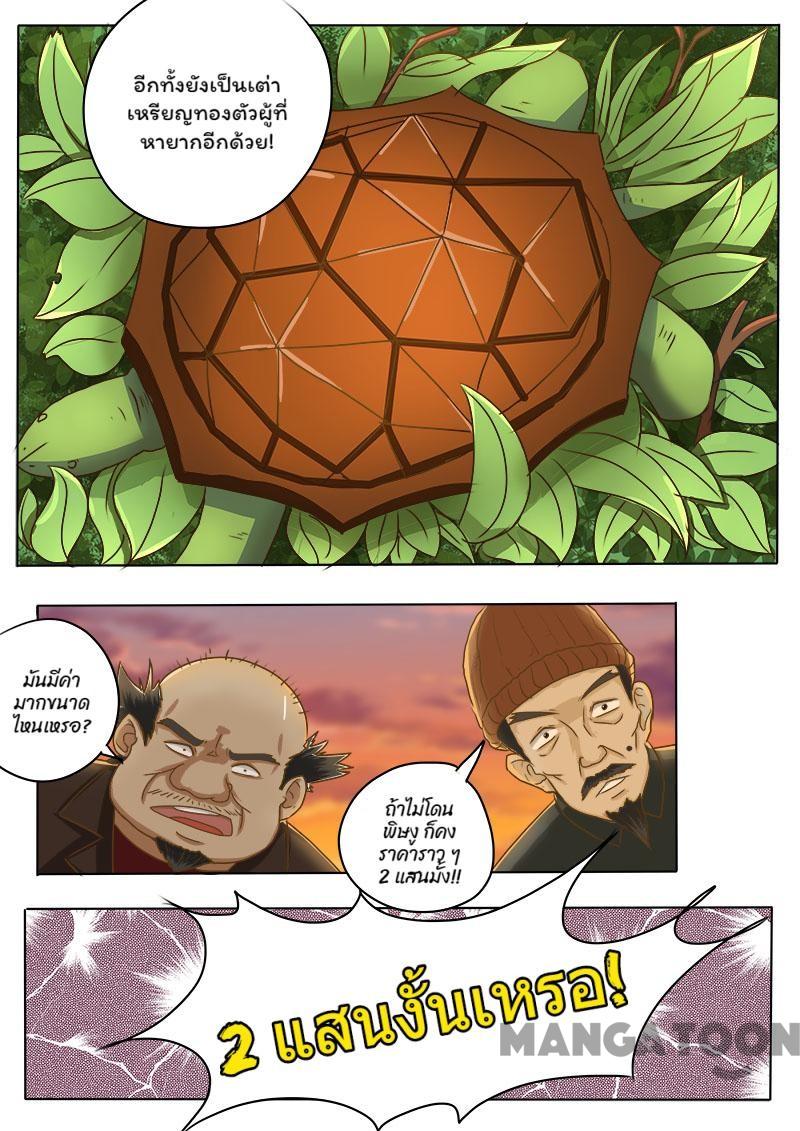 อีกทั้งยังเป็นเต่า
เหรียญทองตัวผู้ที่
หายากอีกด้วย!
มันมีค่า
มากขนาด
ไหนเหรอ?
ถ้าไม่โดน
พิษงู ก็คง
ราคาราว ๆ
2 แสนมั้ง!!
2 แสนงั้นเหรอ!
MANGATOON